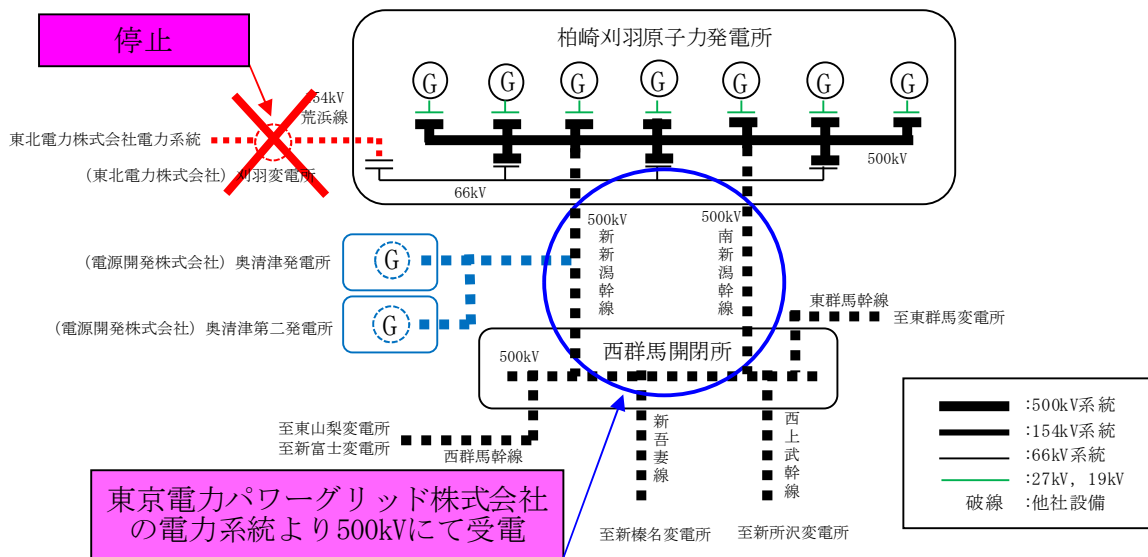 停止
柏崎刈羽原子力発電所
G G G G G G G
54kV
荒浜線
東北電力株式会社電力系統
(東北電力株式会社)刈羽変電所
500kV
66kV
500kV
新新潟幹線
500kV
南新潟幹線
(電源開発株式会社)奥清津発電所
G
(電源開発株式会社)奥清津第二発電所
G
東群馬幹線
至東群馬変電所
西群馬開閉所
500kV
至東山梨変電所
至新富士変電所
西群馬幹線
新吾妻線
西上武幹線
至新榛名変電所
至新所沢変電所
東京電力パワーグリッド株式会社
の電力系統より500kVにて受電
:500kV系統
:154kV系統
:66kV系統
:27kV, 19kV
破線 :他社設備